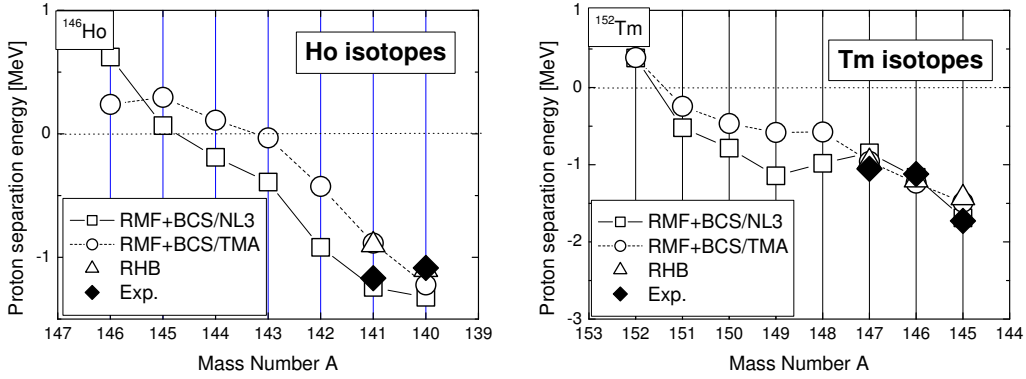 ¹⁴⁶Ho
Ho isotopes
Proton separation energy [MeV]
1
0
-1
RMF+BCS/NL3
RMF+BCS/TMA
RHB
Exp.
147 146 145 144 143 142 141 140 139
Mass Number A
¹⁵²Tm
Tm isotopes
Proton separation energy [MeV]
1
0
-1
-2
-3
RMF+BCS/NL3
RMF+BCS/TMA
RHB
Exp.
153 152 151 150 149 148 147 146 145 144
Mass Number A